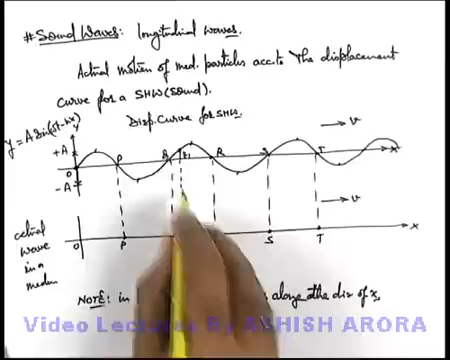 # Sound Waves: longitudinal waves.
Actual motion of med. particles acc. to the displacement
curve for a SHW (sound).
Disp. Curve for SHW.
y = A sin(ωt-kx)
y
+A
-A
O
P
Q
R
S
T
x
→ v
→ v
actual
wave
in a
medium
O
P
S
T
x
NOTE: in along the dir of x,
Video Lectures By ASHISH ARORA